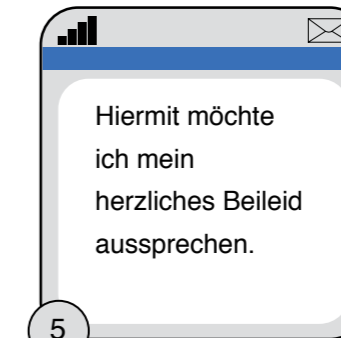 Hiermit möchte
ich mein
herzliches Beileid
aussprechen.
5